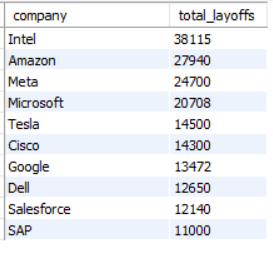 company total_layoffs
Intel 38115
Amazon 27940
Meta 24700
Microsoft 20708
Tesla 14500
Cisco 14300
Google 13472
Dell 12650
Salesforce 12140
SAP 11000